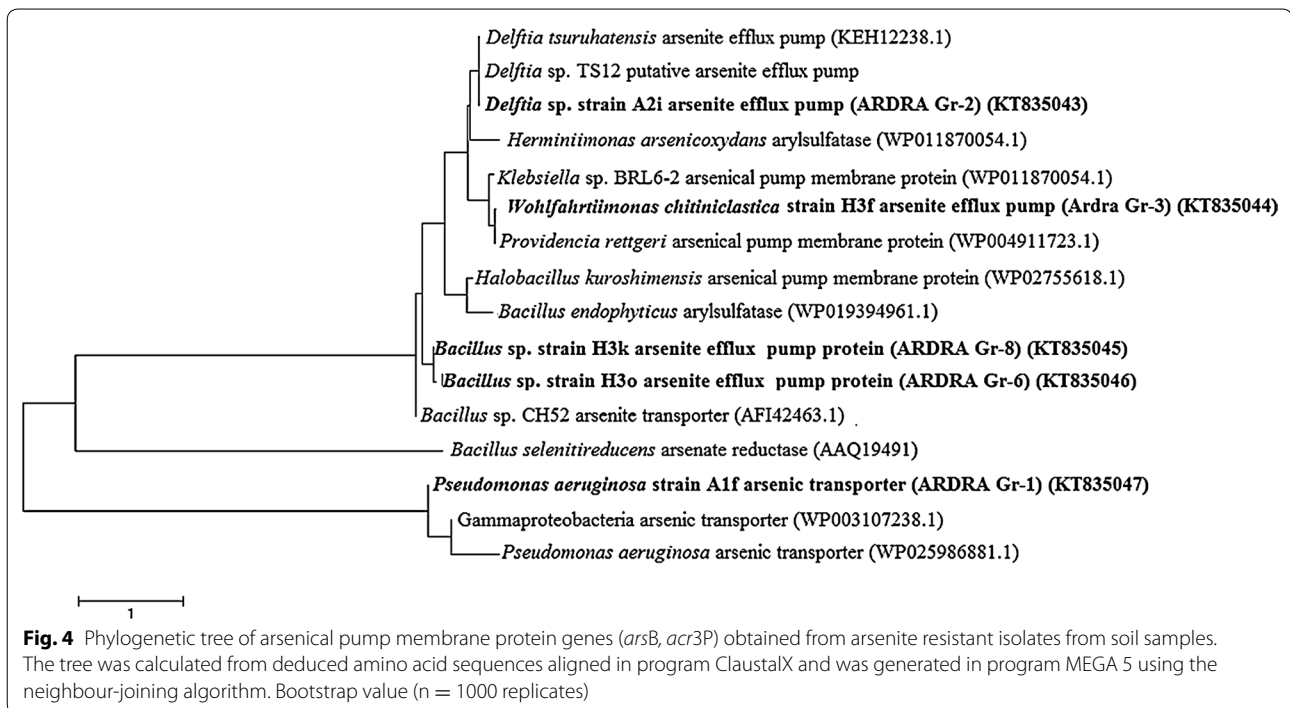 Delftia tsuruhatensis arsenite efflux pump (KEH12238.1)
Delftia sp. TS12 putative arsenite efflux pump
Delftia sp. strain A2i arsenite efflux pump (ARDRA Gr-2) (KT835043)
Herminiimonas arsenicoxydans arylsulfatase (WP011870054.1)
Klebsiella sp. BRL6-2 arsenical pump membrane protein (WP011870054.1)
Wohlfahrtiimonas chitiniclastica strain H3f arsenite efflux pump (Ardra Gr-3) (KT835044)
Providencia rettgeri arsenical pump membrane protein (WP004911723.1)
Halobacillus kuroshimensis arsenical pump membrane protein (WP02755618.1)
Bacillus endophyticus arylsulfatase (WP019394961.1)
Bacillus sp. strain H3k arsenite efflux pump protein (ARDRA Gr-8) (KT835045)
Bacillus sp. strain H3o arsenite efflux pump protein (ARDRA Gr-6) (KT835046)
Bacillus sp. CH52 arsenite transporter (AFI42463.1)
Bacillus selenitireducens arsenate reductase (AAQ19491)
Pseudomonas aeruginosa strain A1f arsenic transporter (ARDRA Gr-1) (KT835047)
Gammaproteobacteria arsenic transporter (WP003107238.1)
Pseudomonas aeruginosa arsenic transporter (WP025986881.1)
1
Fig. 4 Phylogenetic tree of arsenical pump membrane protein genes (arsB, acr3P) obtained from arsenite resistant isolates from soil samples.
The tree was calculated from deduced amino acid sequences aligned in program ClaustalX and was generated in program MEGA 5 using the
neighbour-joining algorithm. Bootstrap value (n = 1000 replicates)